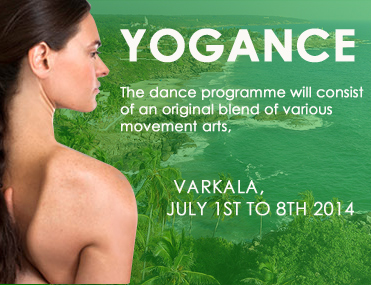 YOGANCE
The dance programme will consist
of an original blend of various
movement arts,
VARKALA,
JULY 1ST TO 8TH 2014